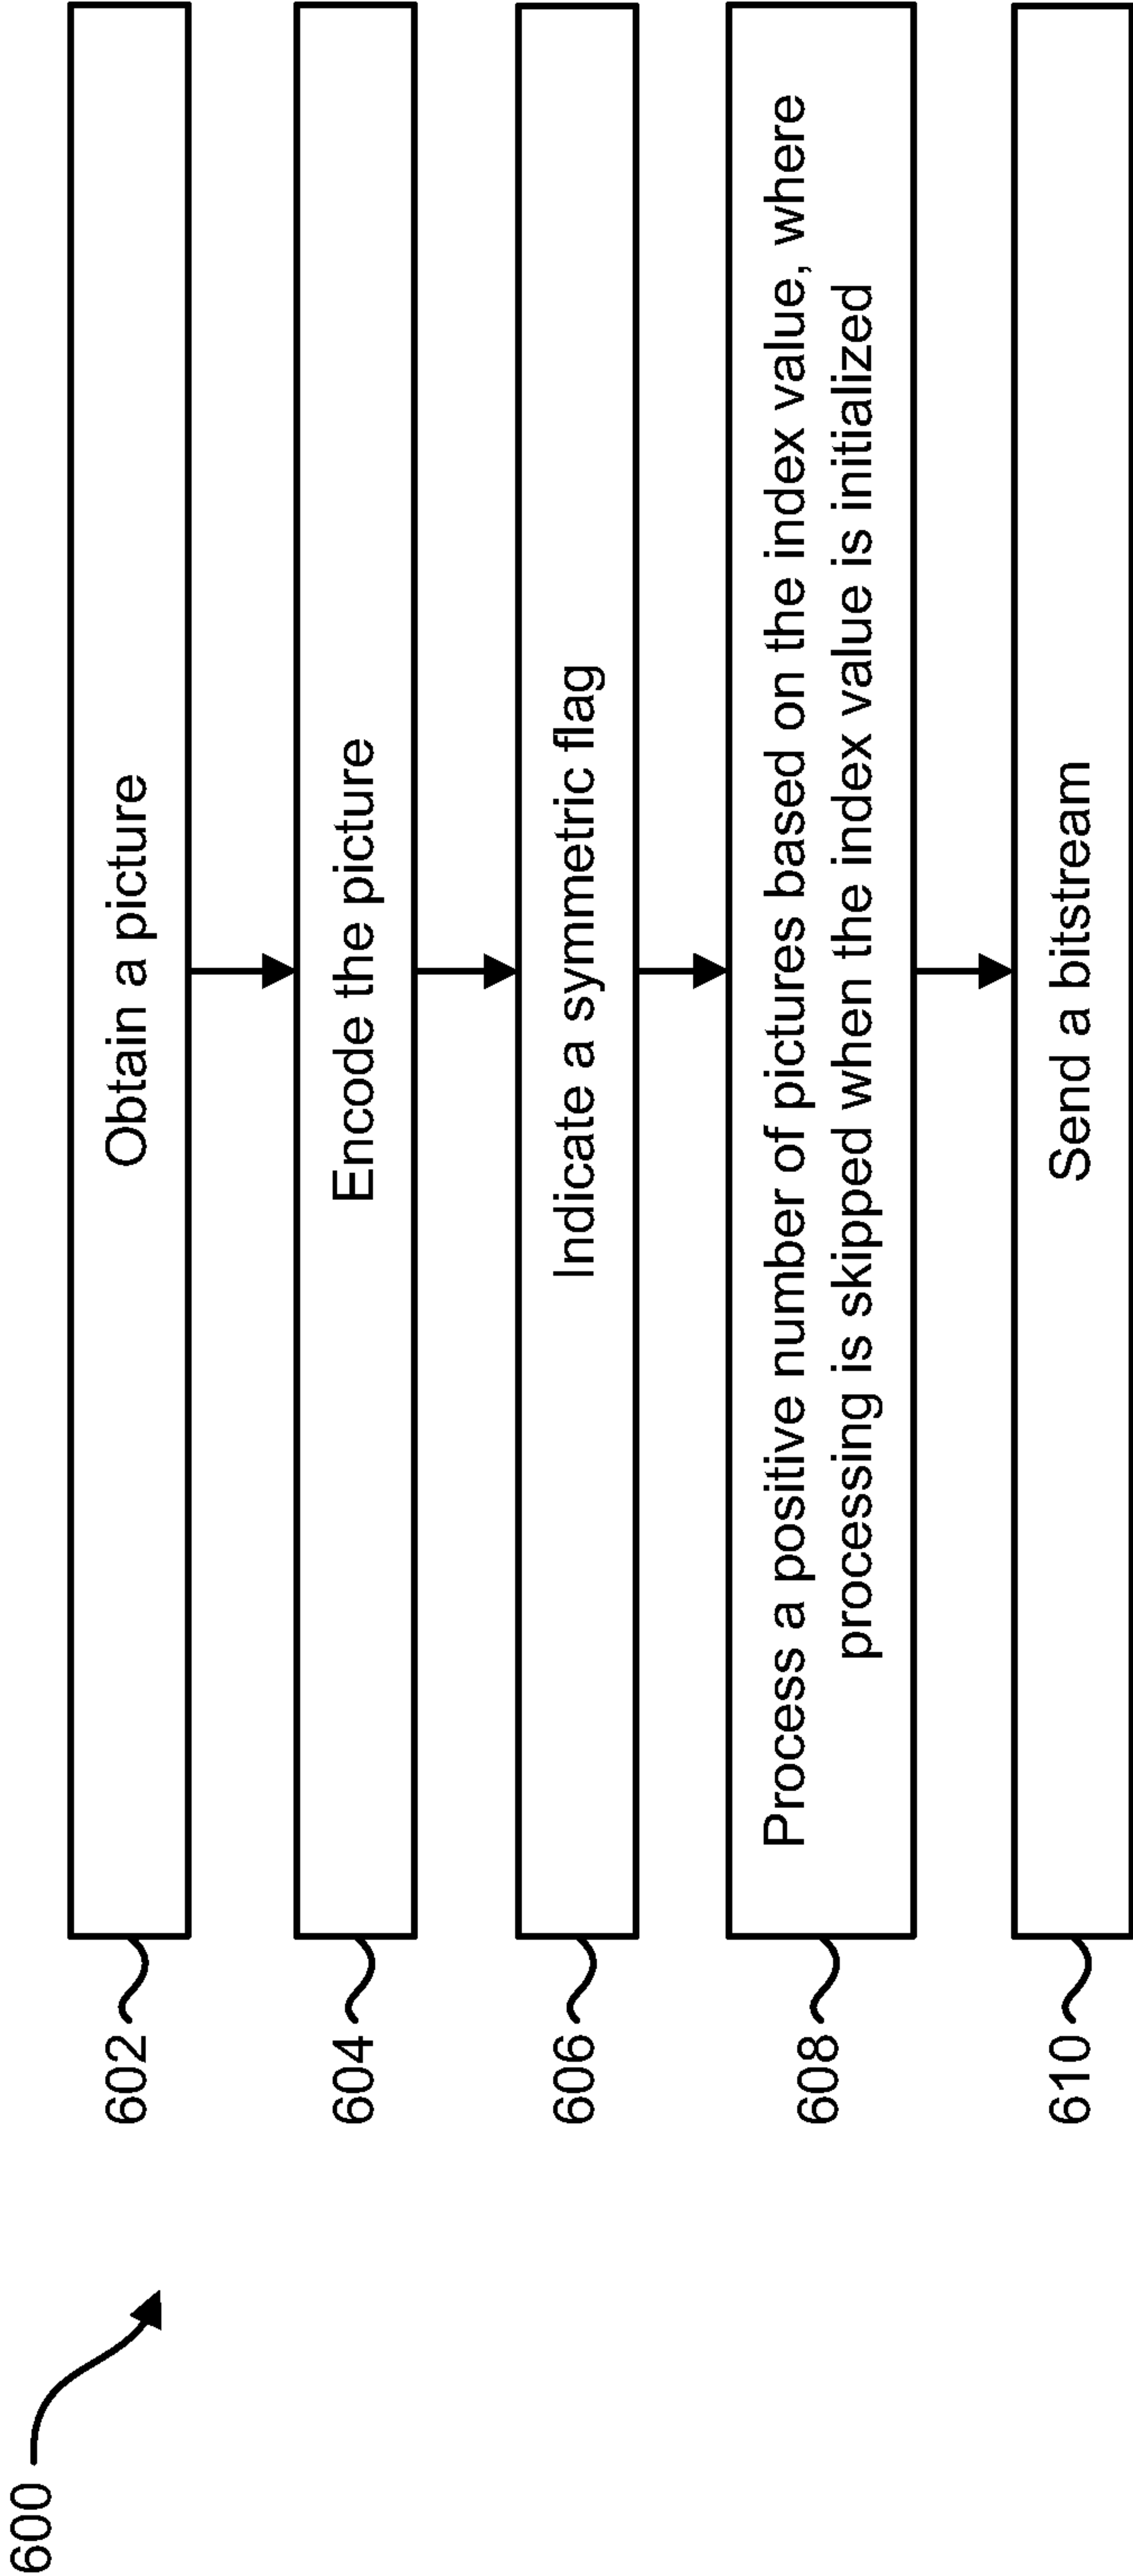 600
602
Obtain a picture
604
Encode the picture
606
Indicate a symmetric flag
608
Process a positive number of pictures based on the index value, where
processing is skipped when the index value is initialized
610
Send a bitstream